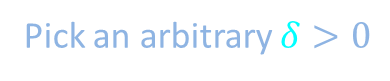 Pick an arbitrary 𝛿 > 0